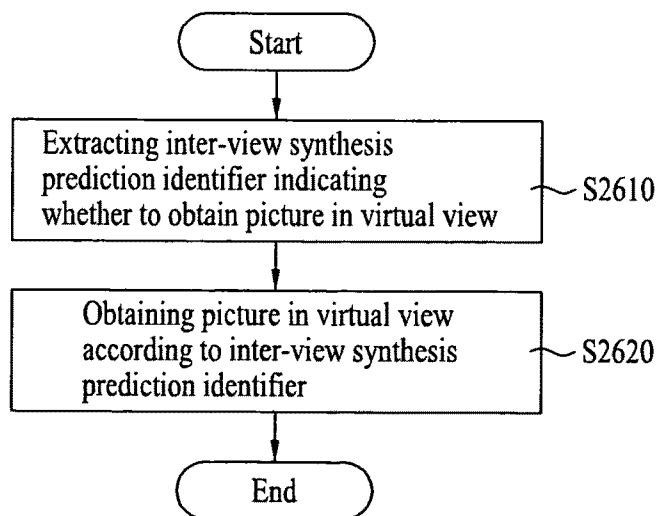 Start
Extracting inter-view synthesis
prediction identifier indicating
whether to obtain picture in virtual view
S2610
Obtaining picture in virtual view
according to inter-view synthesis
prediction identifier
S2620
End